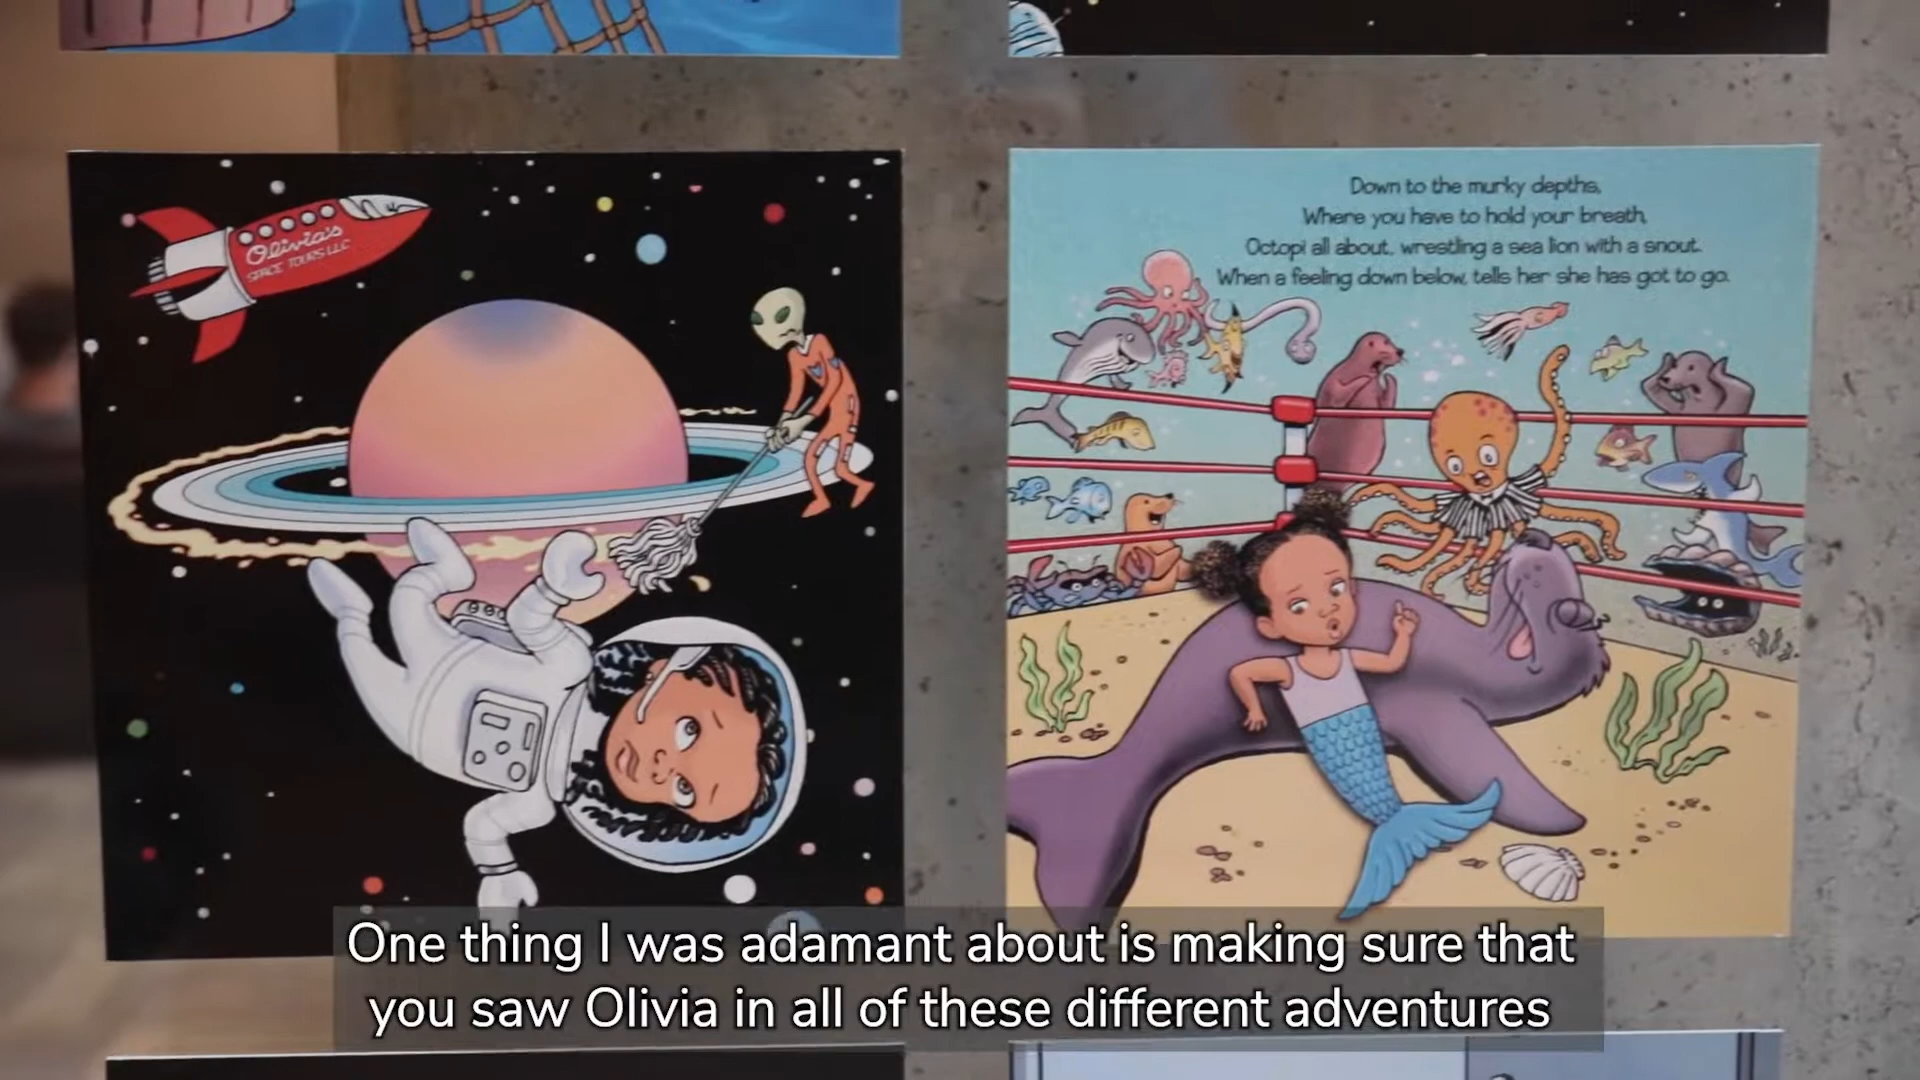 Olivia's
SPACE TOURS LLC
Down to the murky depths,
Where you have to hold your breath,
Octopi all about, wrestling a sea lion with a snout.
When a feeling down below, tells her she has got to go.
One thing I was adamant about is making sure that
you saw Olivia in all of these different adventures